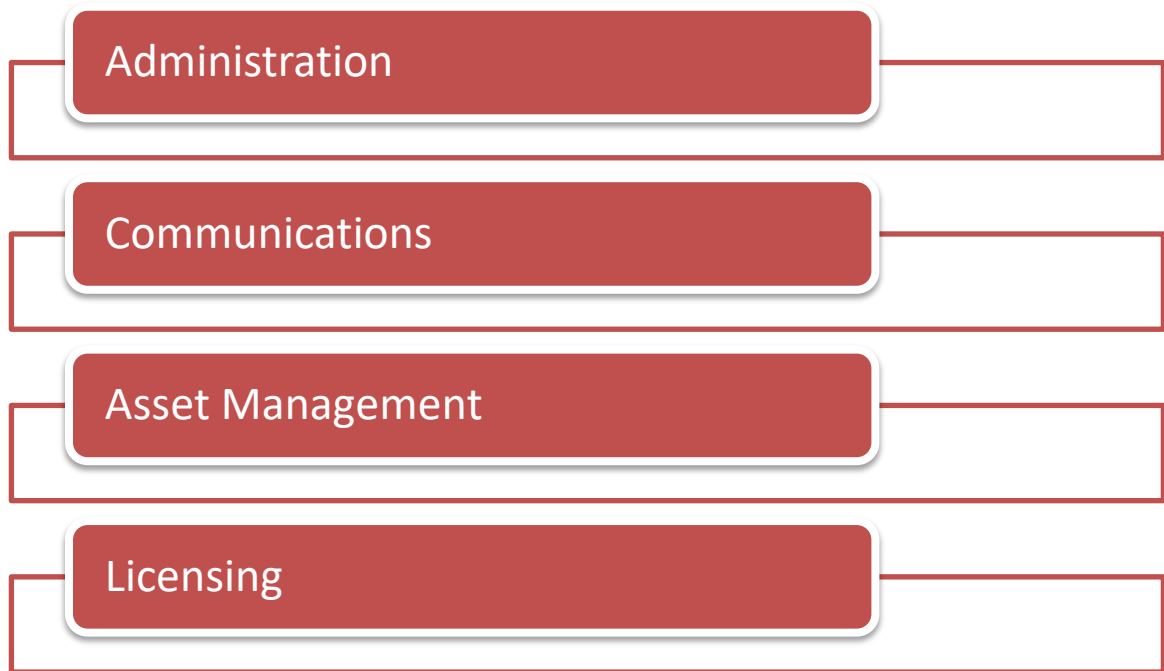 Administration
Communications
Asset Management
Licensing